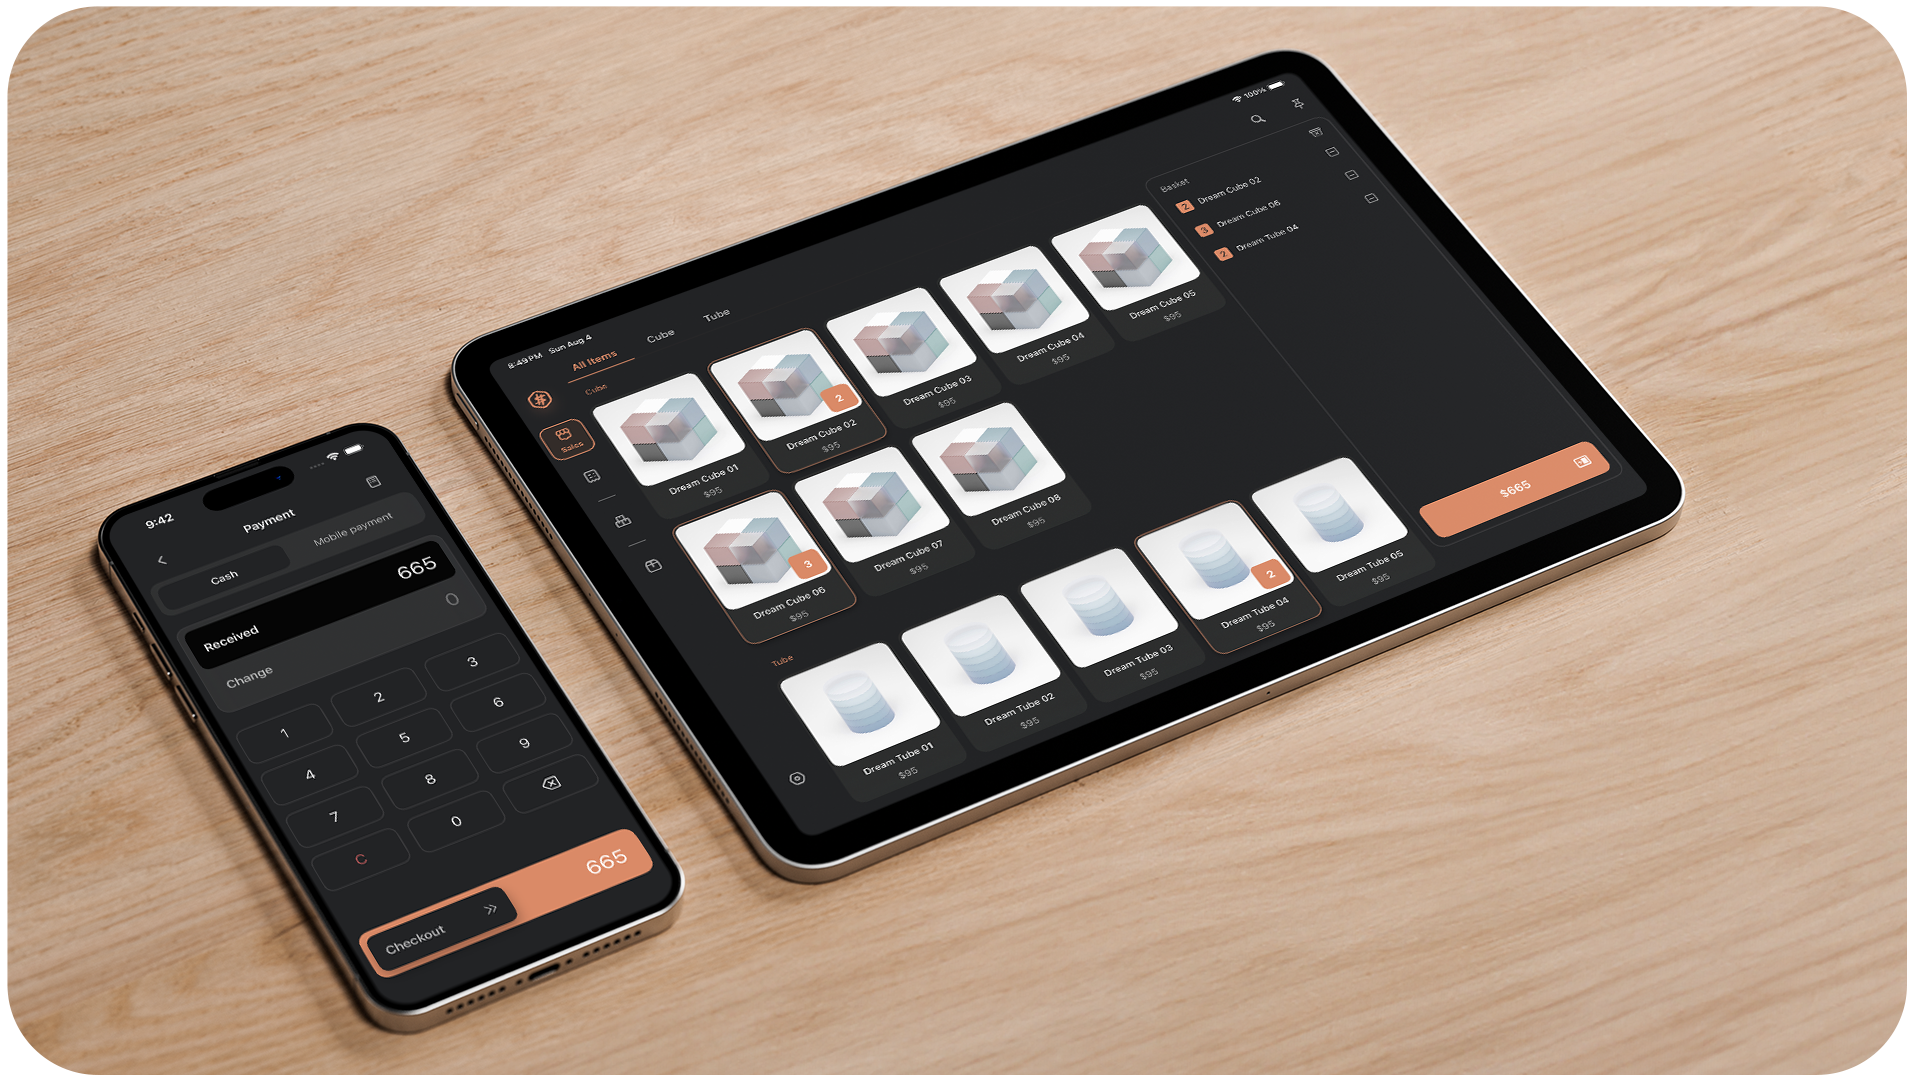 9:42
Payment
Cash
Mobile payment
Received
665
Change
0
1
2
3
4
5
6
7
8
9
C
0
Checkout
665
8:49 PM Sun Aug 4
100%
All Items
Cube
Tube
Sales
Cube
Dream Cube 01
$95
2
Dream Cube 02
$95
Dream Cube 03
$95
Dream Cube 04
$95
Dream Cube 05
$95
3
Dream Cube 06
$95
Dream Cube 07
$95
Dream Cube 08
$95
Tube
Dream Tube 01
$95
Dream Tube 02
$95
Dream Tube 03
$95
2
Dream Tube 04
$95
Dream Tube 05
$95
Basket
2 Dream Cube 02
3 Dream Cube 06
2 Dream Tube 04
$665